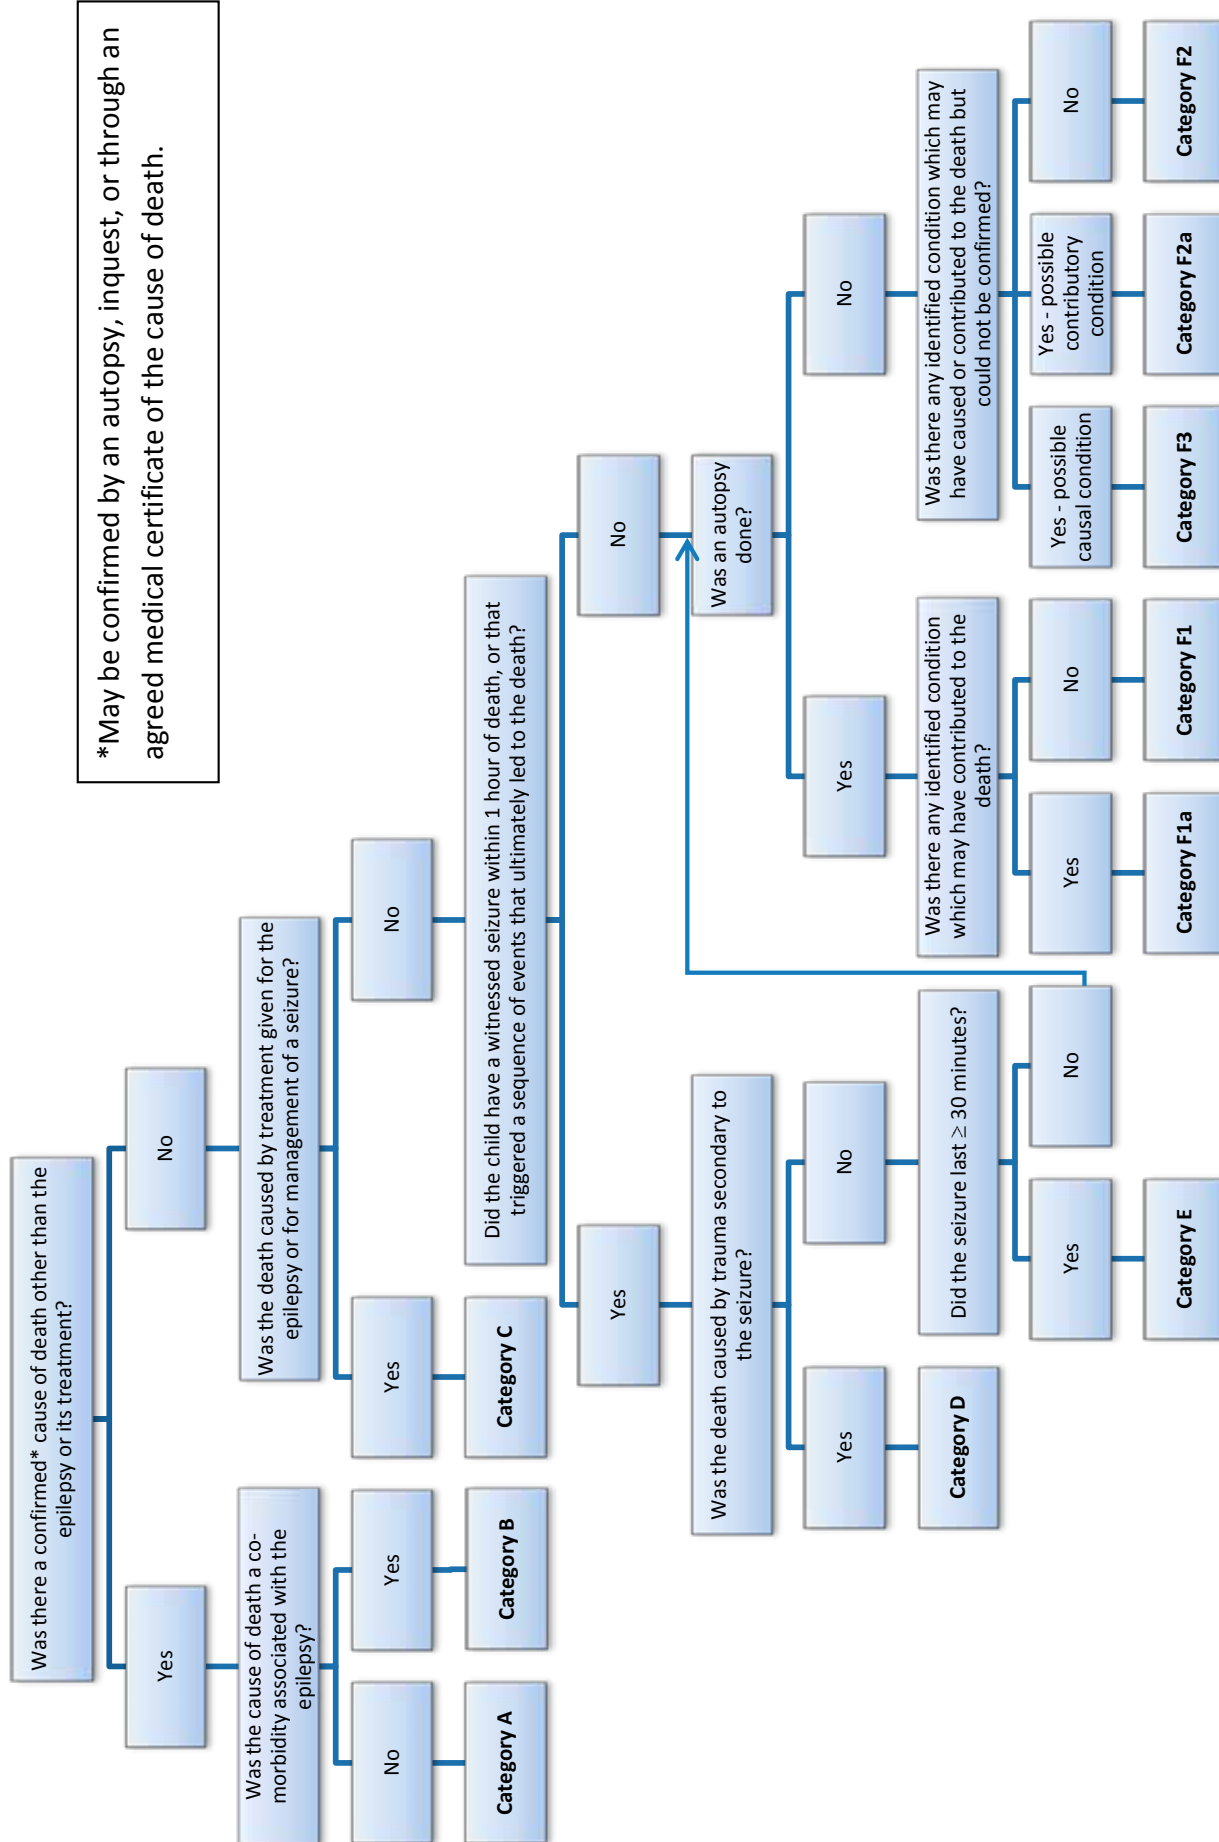 *May be confirmed by an autopsy, inquest, or through an
agreed medical certificate of the cause of death.
Was there a confirmed* cause of death other than the
epilepsy or its treatment?
Yes
No
Was the cause of death a co-
morbidity associated with the
epilepsy?
Was the death caused by treatment given for the
epilepsy or for management of a seizure?
No
Yes
Yes
No
Category A
Category B
Category C
Did the child have a witnessed seizure within 1 hour of death, or that
triggered a sequence of events that ultimately led to the death?
Yes
No
Was the death caused by trauma secondary to
the seizure?
Was an autopsy
done?
Yes
No
Yes
No
Category D
Did the seizure last ≥ 30 minutes?
Was there any identified condition
which may have contributed to the
death?
Was there any identified condition which may
have caused or contributed to the death but
could not be confirmed?
Yes
No
Yes
No
Yes - possible
causal condition
Yes - possible
contributory
condition
No
Category E
Category F1a
Category F1
Category F3
Category F2a
Category F2